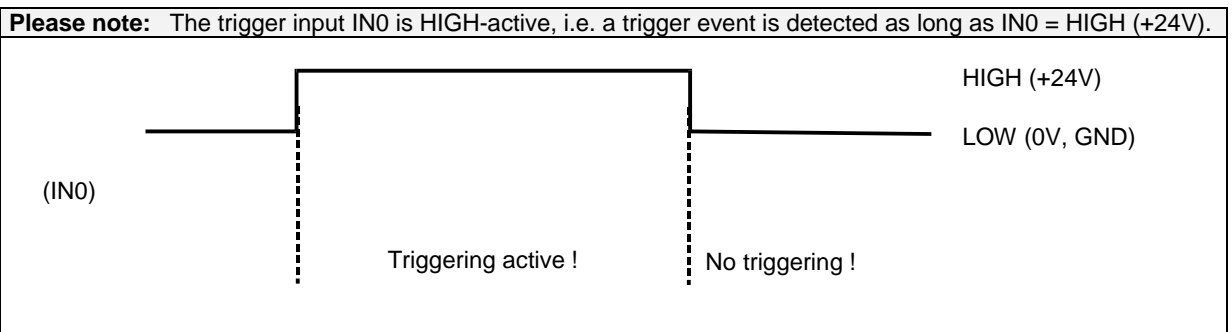 Please note: The trigger input IN0 is HIGH-active, i.e. a trigger event is detected as long as IN0 = HIGH (+24V).
HIGH (+24V)
LOW (0V, GND)
(IN0)
Triggering active !
No triggering !